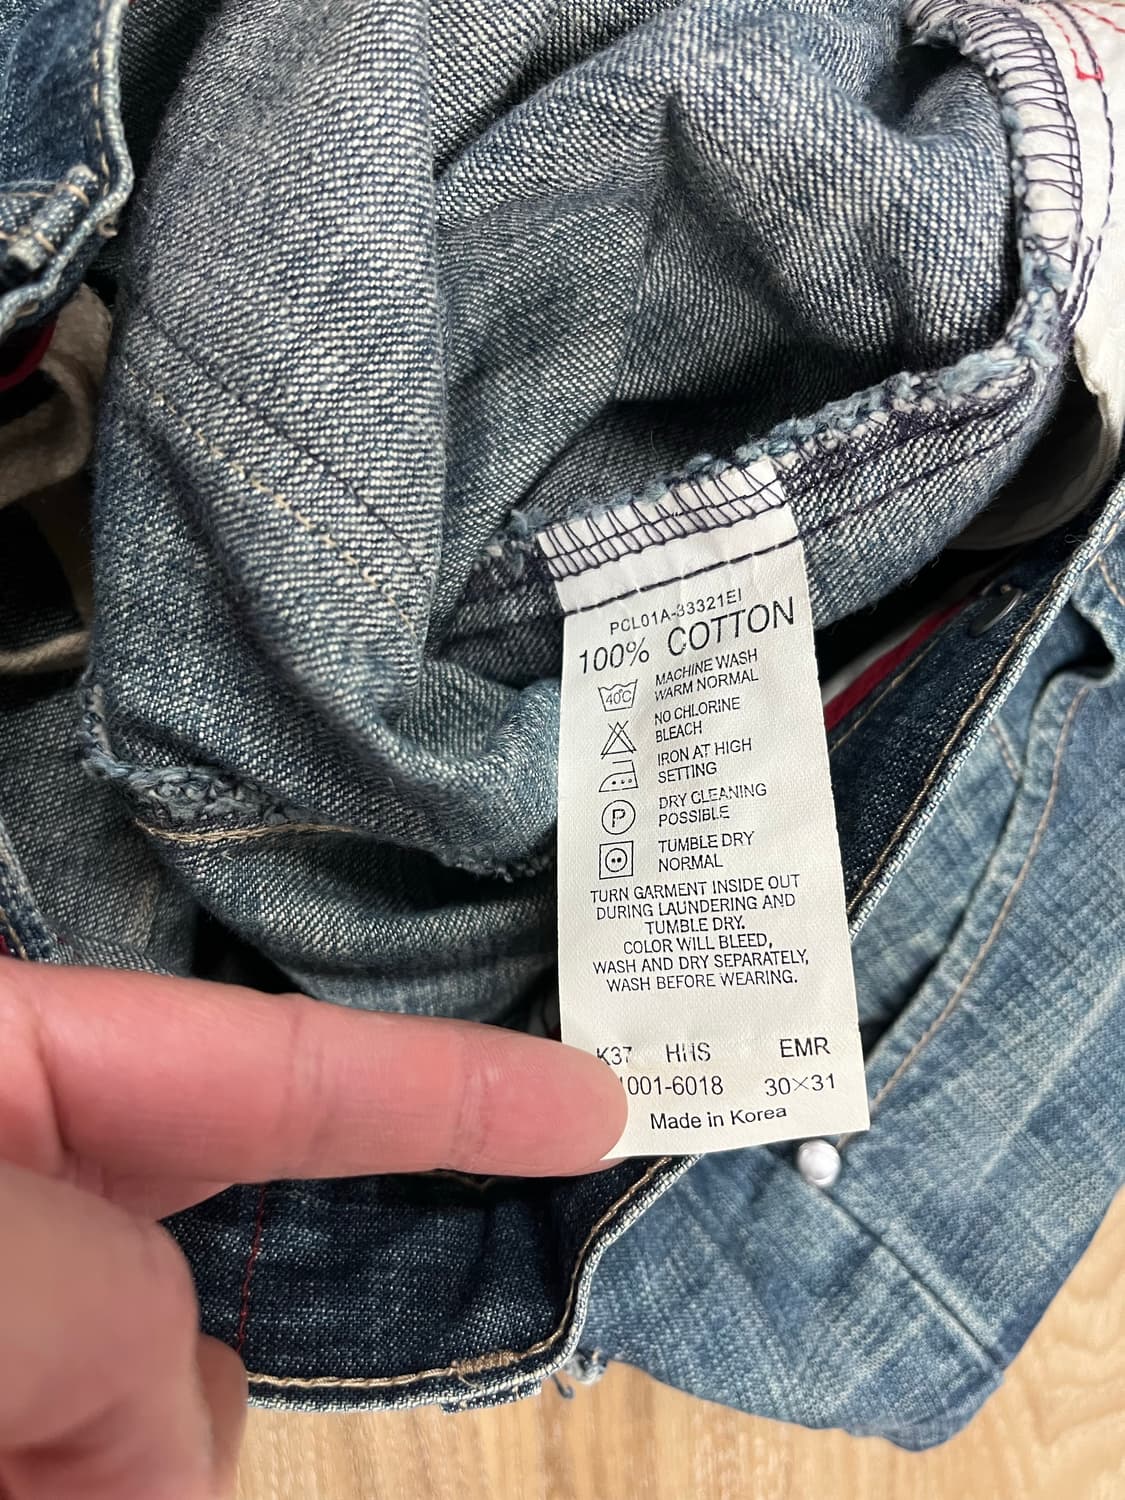 PCL01A-33321EI
100% COTTON
40℃
MACHINE WASH
WARM NORMAL
NO CHLORINE
BLEACH
IRON AT HIGH
SETTING
P
DRY CLEANING
POSSIBLE
TUMBLE DRY
NORMAL
TURN GARMENT INSIDE OUT
DURING LAUNDERING AND
TUMBLE DRY.
COLOR WILL BLEED,
WASH AND DRY SEPARATELY,
WASH BEFORE WEARING.
K37 HHS EMR
30×31
Made in Korea